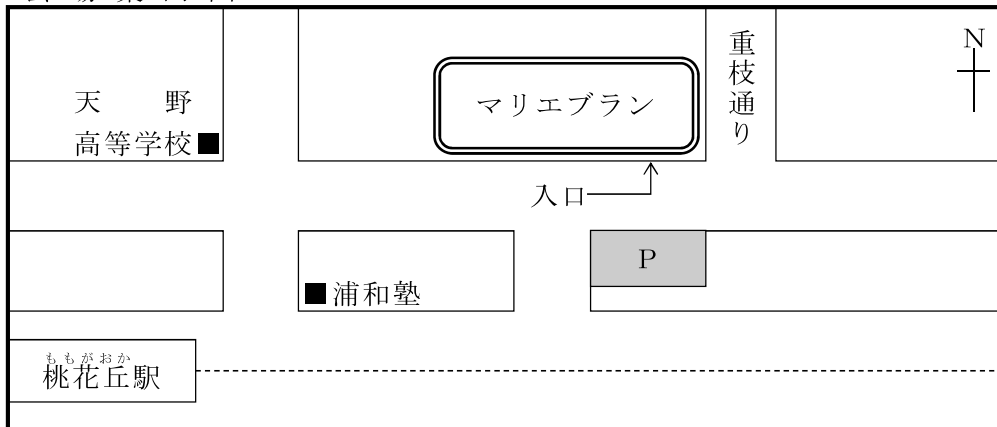 天野
高等学校
マリエブラン
重枝通り
N
入口
P
浦和塾
ももがおか
桃花丘駅